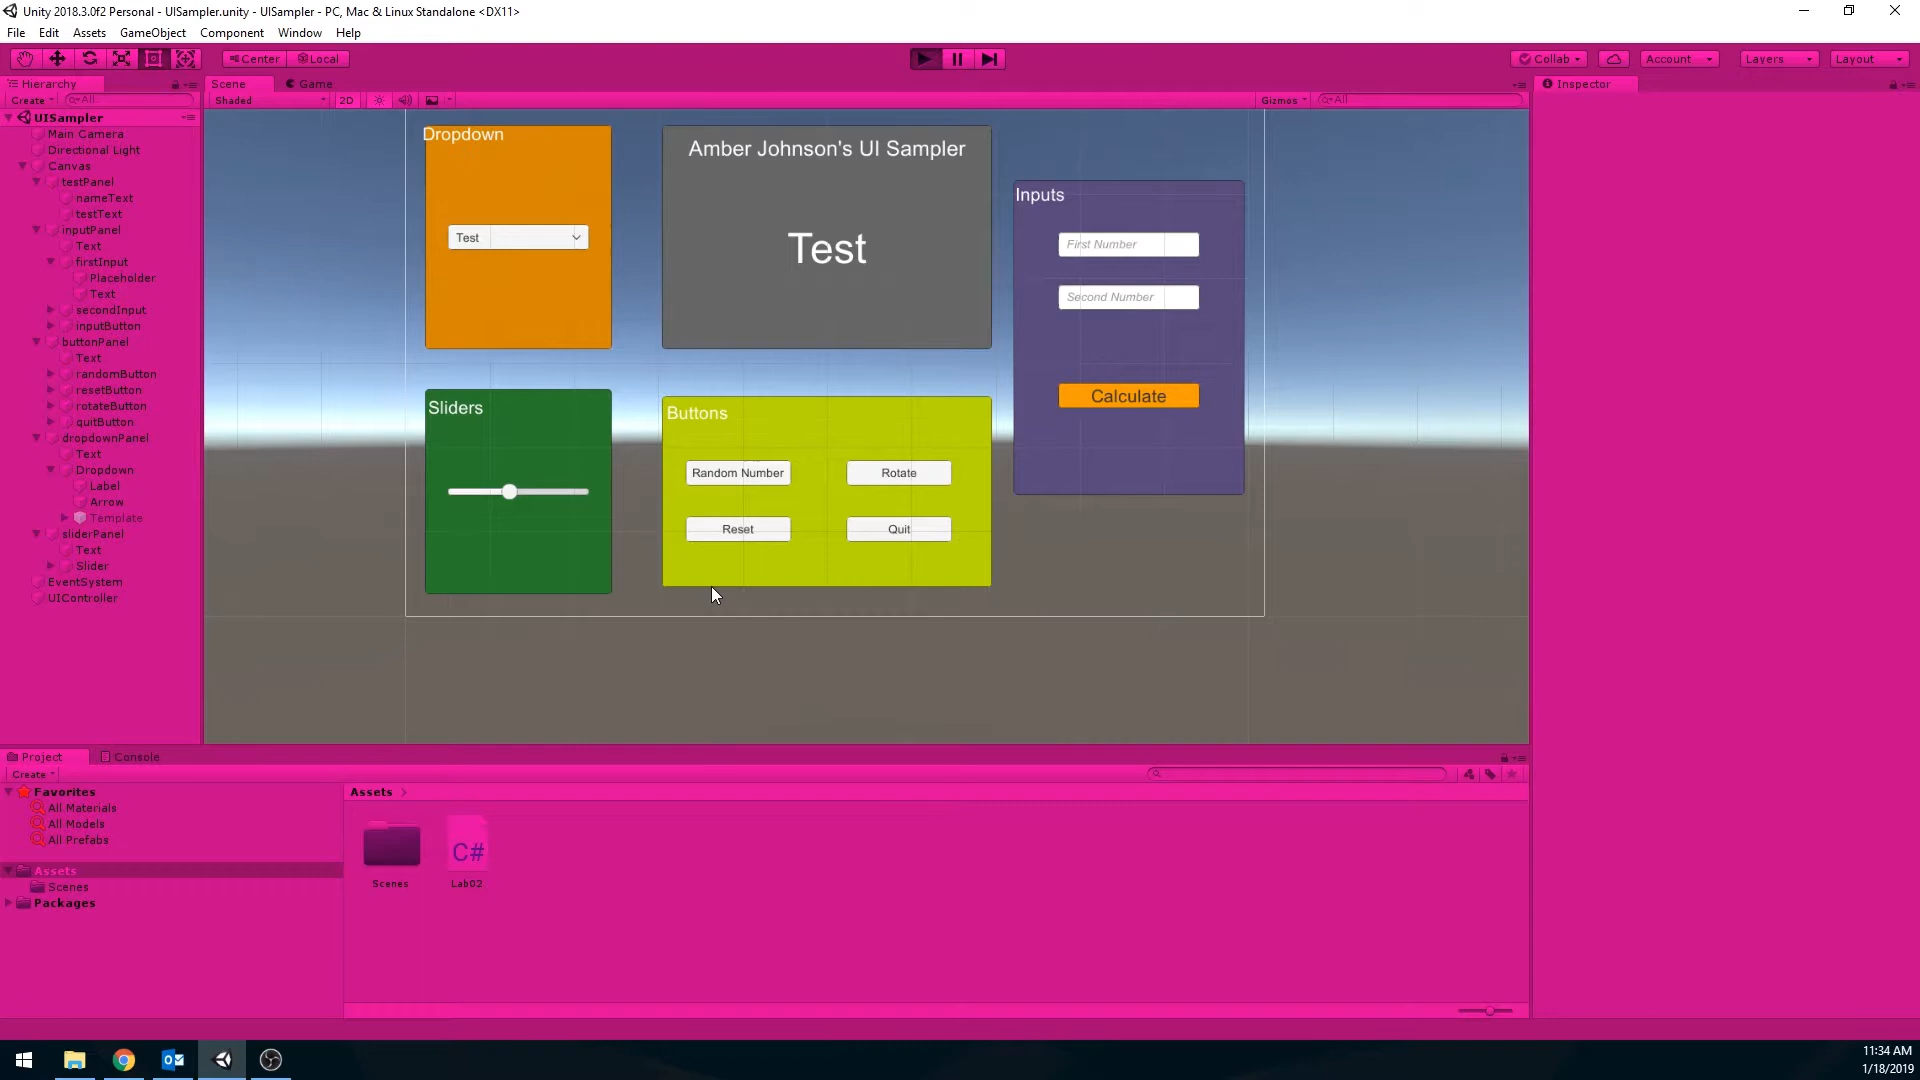 Unity 2018.3.0f2 Personal - UISampler.unity - UISampler - PC, Mac & Linux Standalone <DX11>
File Edit Assets GameObject Component Window Help
Center Local Collab Account Layers Layout
Hierarchy Scene Game Inspector
Create All Shaded 2D Gizmos All
UISampler
Main Camera
Directional Light
Canvas
testPanel
nameText
testText
inputPanel
Text
firstInput
Placeholder
Text
secondInput
inputButton
buttonPanel
Text
randomButton
resetButton
rotateButton
quitButton
dropdownPanel
Text
Dropdown
Label
Arrow
Template
sliderPanel
Text
Slider
EventSystem
UIController
Dropdown
Test
Amber Johnson's UI Sampler
Test
Inputs
First Number
Second Number
Calculate
Sliders
Buttons
Random Number Rotate
Reset Quit
Project Console
Create
Favorites
All Materials
All Models
All Prefabs
Assets
Scenes
Packages
Assets
C#
Scenes Lab02
11:34 AM
1/18/2019